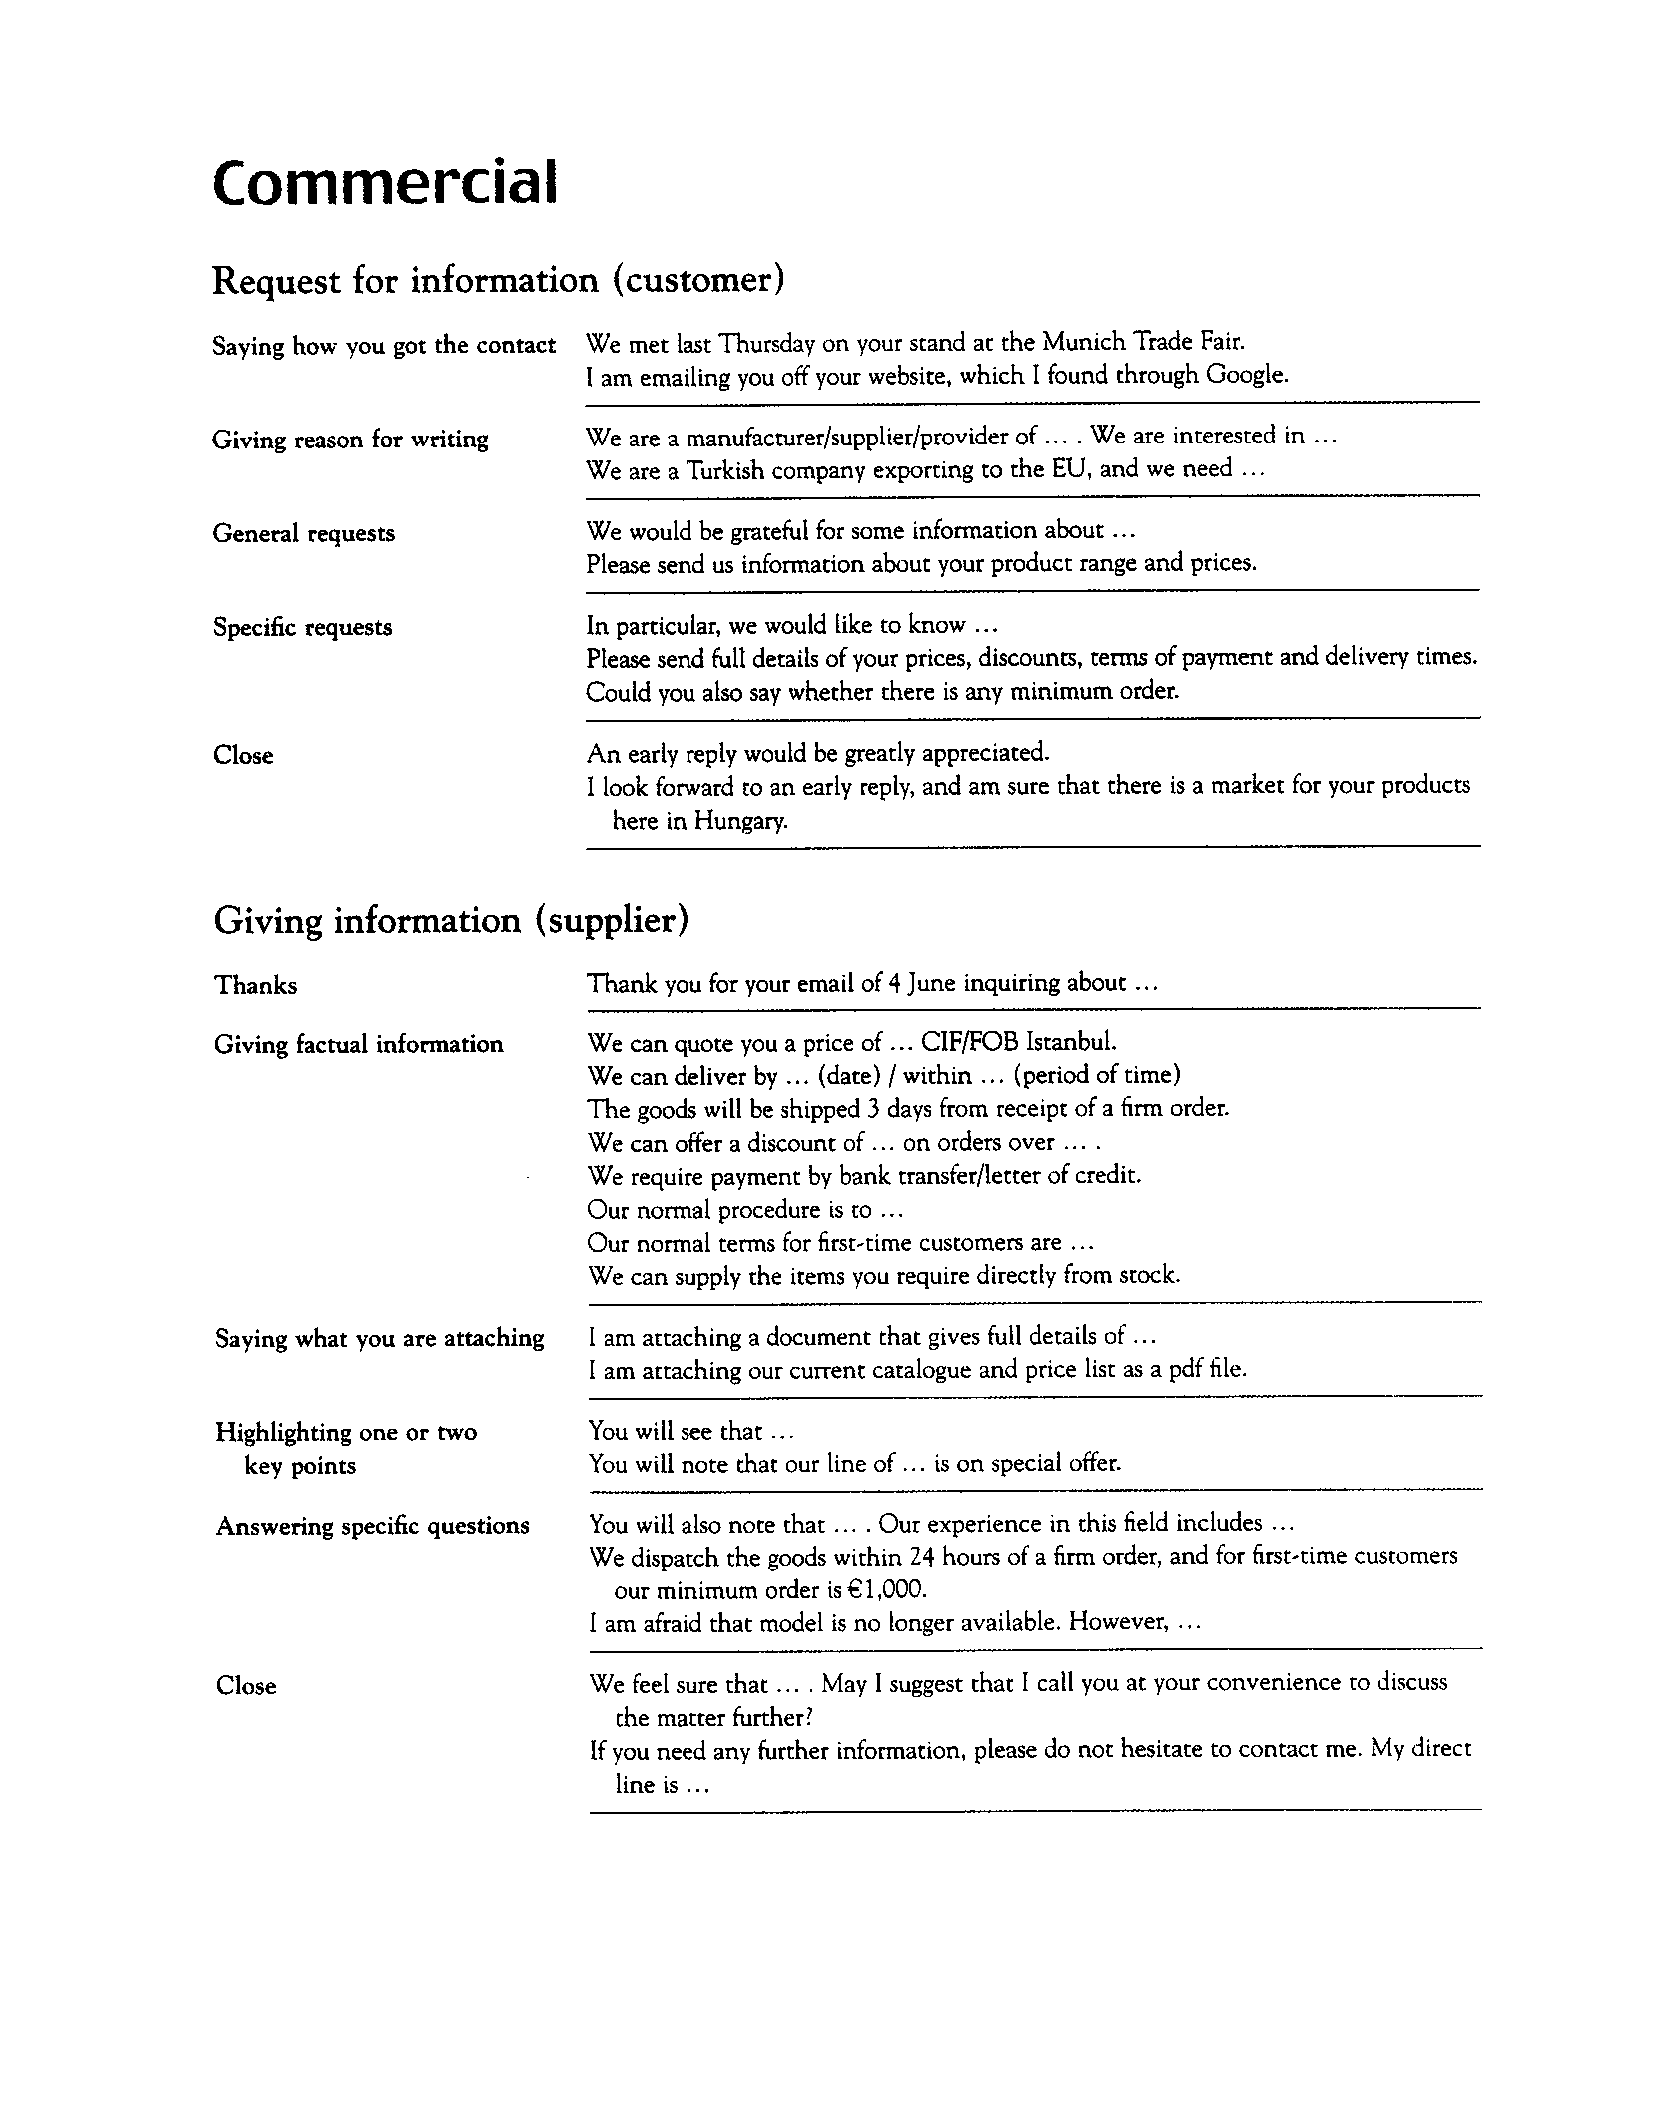 Commercial
Request for information (customer)
Saying how you got the contact We met last Thursday on your stand at the Munich Trade Fair.
I am emailing you off your website, which I found through Google.
Giving reason for writing We are a manufacturer/supplier/provider of ... . We are interested in ...
We are a Turkish company exporting to the EU, and we need ...
General requests We would be grateful for some information about ...
Please send us information about your product range and prices.
Specific requests In particular, we would like to know ...
Please send full details of your prices, discounts, terms of payment and delivery times.
Could you also say whether there is any minimum order.
Close An early reply would be greatly appreciated.
I look forward to an early reply, and am sure that there is a market for your products
here in Hungary.
Giving information (supplier)
Thanks Thank you for your email of 4 June inquiring about ...
Giving factual information We can quote you a price of ... CIF/FOB Istanbul.
We can deliver by ... (date) / within ... (period of time)
The goods will be shipped 3 days from receipt of a firm order.
We can offer a discount of ... on orders over ... .
We require payment by bank transfer/letter of credit.
Our normal procedure is to ...
Our normal terms for first-time customers are ...
We can supply the items you require directly from stock.
Saying what you are attaching I am attaching a document that gives full details of ...
I am attaching our current catalogue and price list as a pdf file.
Highlighting one or two You will see that ...
key points You will note that our line of ... is on special offer.
Answering specific questions You will also note that ... . Our experience in this field includes ...
We dispatch the goods within 24 hours of a firm order, and for first-time customers
our minimum order is €1,000.
I am afraid that model is no longer available. However, ...
Close We feel sure that ... . May I suggest that I call you at your convenience to discuss
the matter further?
If you need any further information, please do not hesitate to contact me. My direct
line is ...